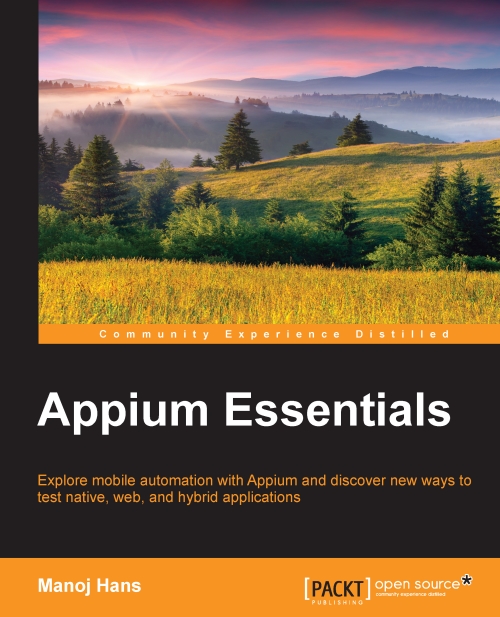 Community Experience Distilled
Appium Essentials
Explore mobile automation with Appium and discover new ways to
test native, web, and hybrid applications
Manoj Hans
[PACKT] open source*
PUBLISHING community experience distilled